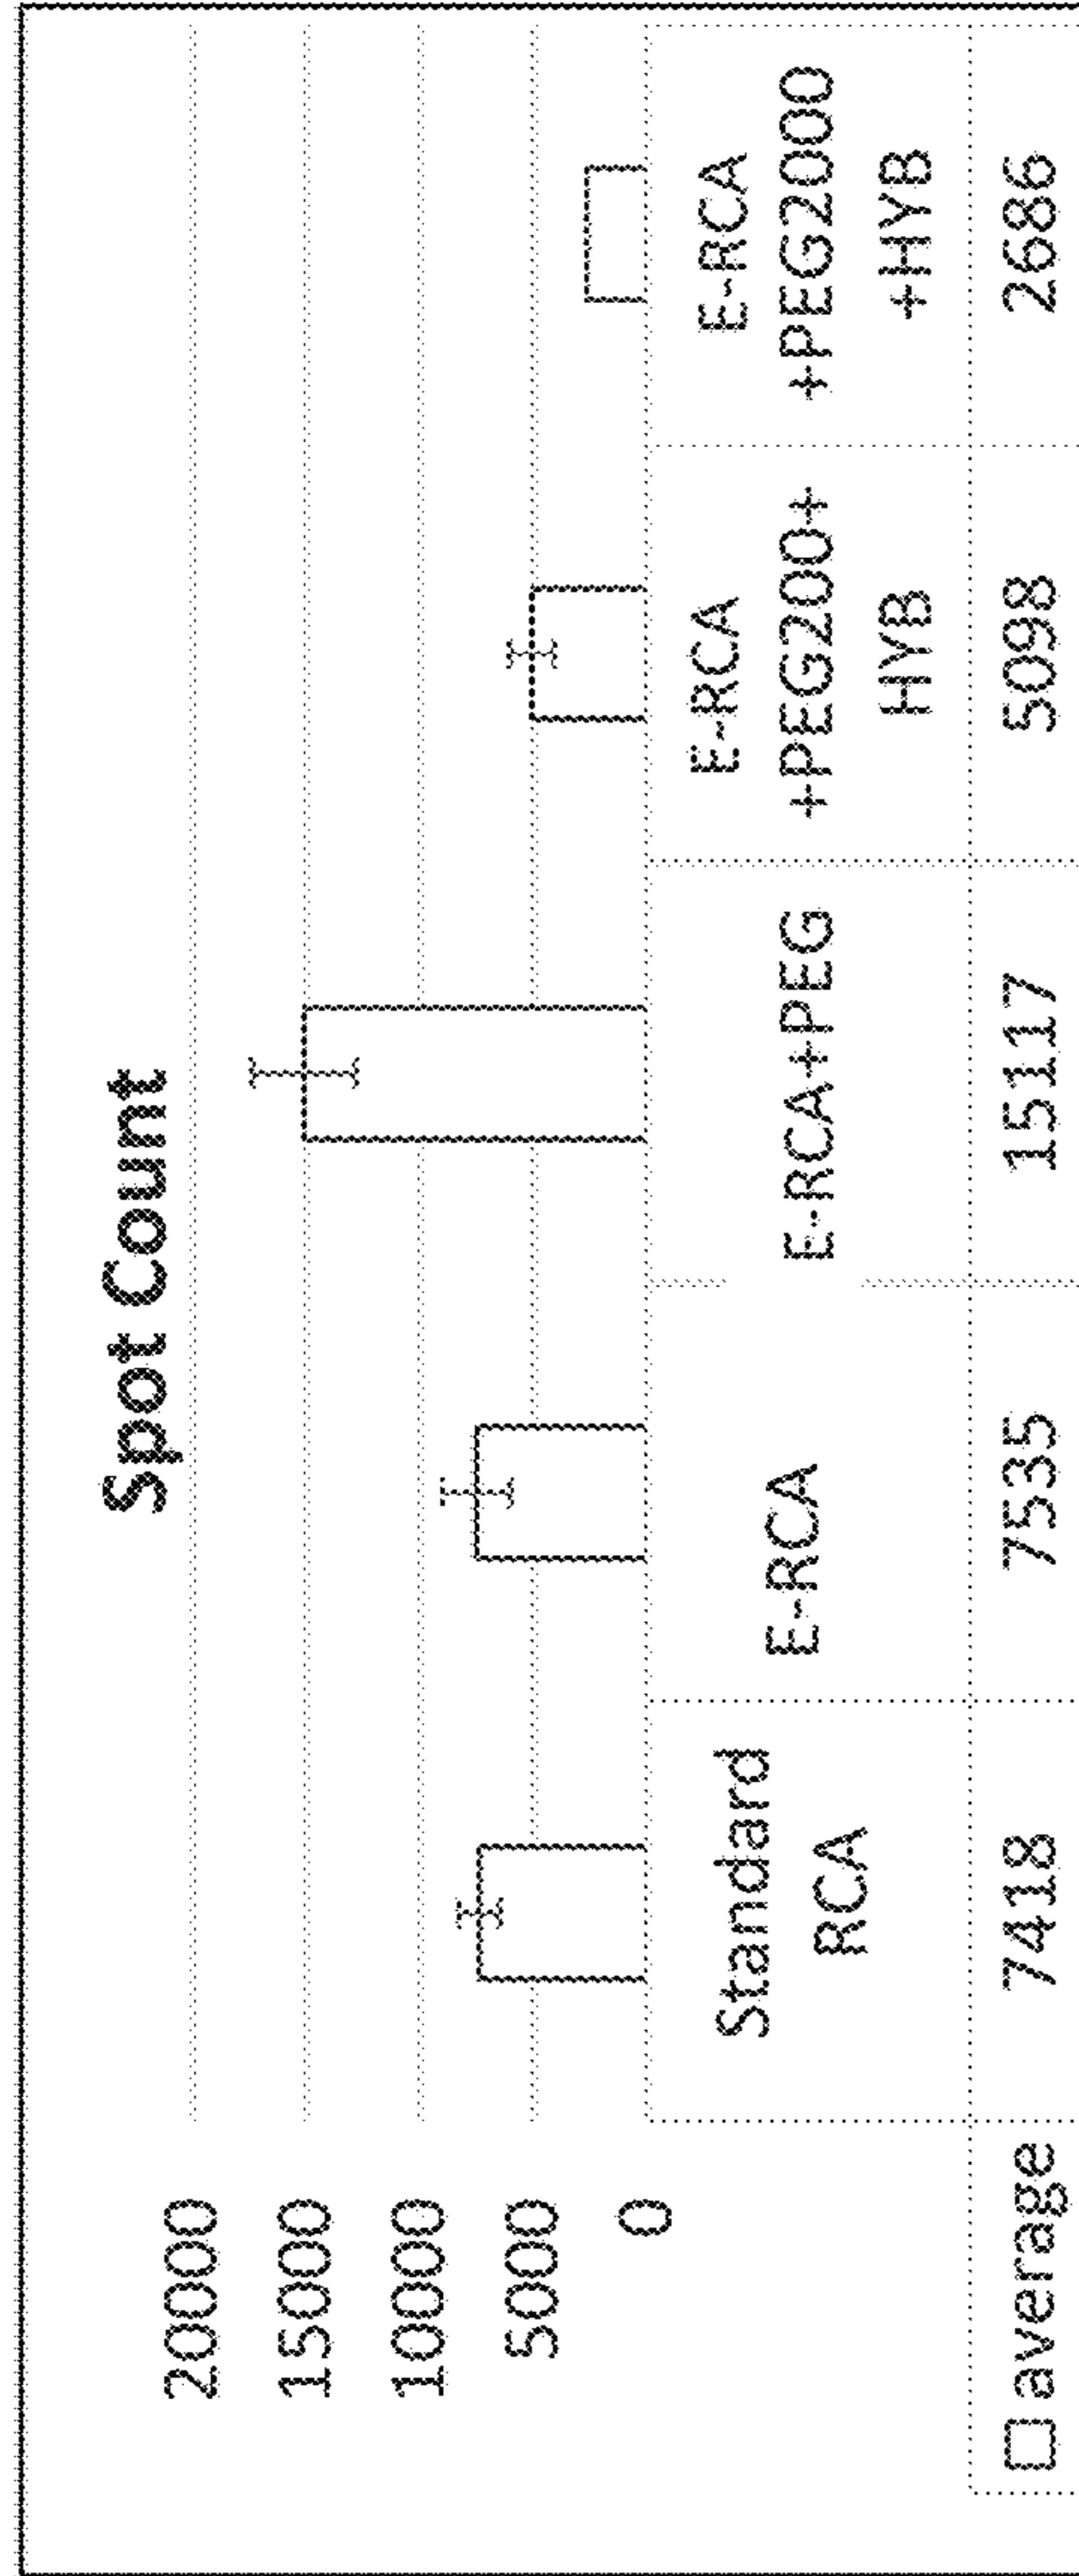 Spot Count
20000
15000
10000
5000
0
Standard
RCA
E-RCA
E-RCA+PEG
E-RCA
+PEG200+
HYB
E-RCA
+PEG2000
+HYB
average
7418
7535
15117
5098
2686